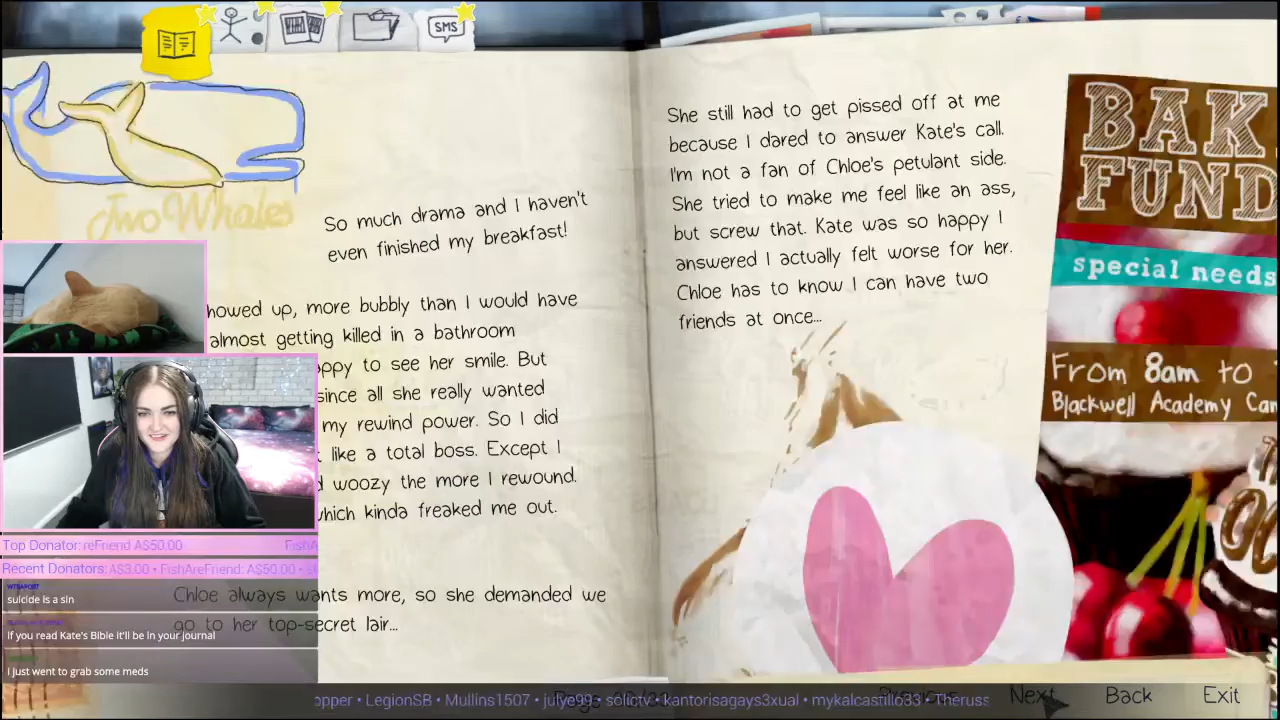 SMS
Two Whales
So much drama and I haven't
even finished my breakfast!
howed up, more bubbly than I would have
almost getting killed in a bathroom
appy to see her smile. But
since all she really wanted
my rewind power. So I did
like a total boss. Except I
woozy the more I rewound.
which kinda freaked me out.
Chloe always wants more, so she demanded we
go to her top-secret lair...
She still had to get pissed off at me
because I dared to answer Kate's call.
I'm not a fan of Chloe's petulant side.
She tried to make me feel like an ass,
but screw that. Kate was so happy I
answered I actually felt worse for her.
Chloe has to know I can have two
friends at once...
BAK
FUND
special needs
From 8am to
Blackwell Academy Cam
Top Donator: reFriend A$50.00 FishA
Recent Donators: A$3.00 • FishAreFriend: A$50.00 •
suicide is a sin
if you read Kate's Bible it'll be in your journal
I just went to grab some meds
opper • LegionSB • Mullins1507 • julye99 • soliqtv • kantorisagays3xual • mykalcastillo33 • Theruss
Previous
Next
Back
Exit